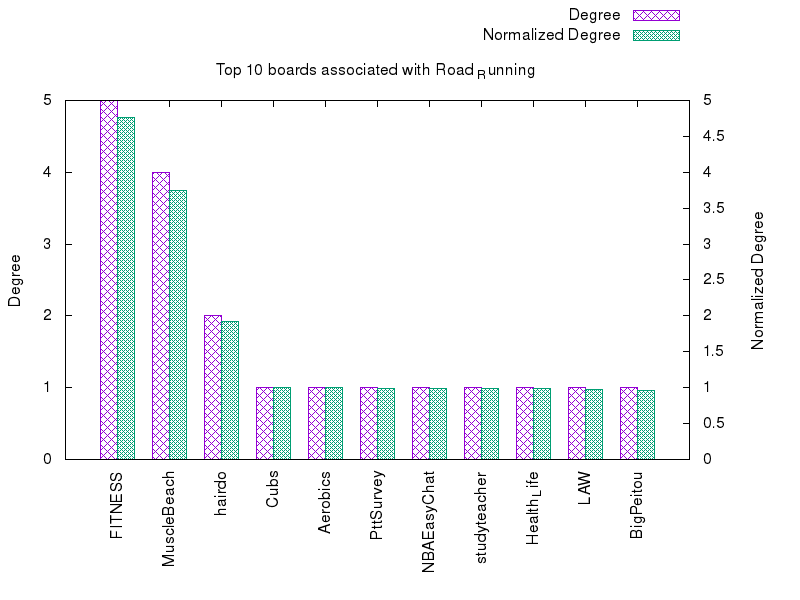 Degree
Normalized Degree
Top 10 boards associated with Road_Running
5 5
4.5
4 4
3.5
3 3
2.5
2 2
1.5
1 1
0.5
0 0
Degree
Normalized Degree
FITNESS
MuscleBeach
hairdo
Cubs
Aerobics
PttSurvey
NBAEasyChat
studyteacher
Health_Life
LAW
BigPeitou